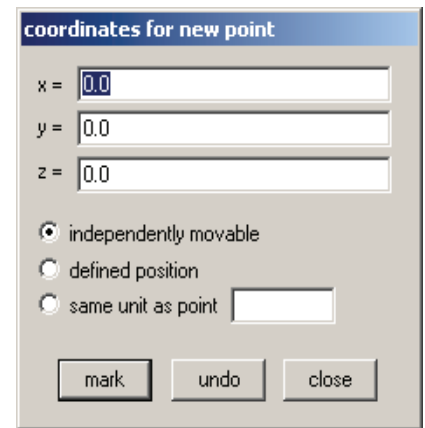 coordinates for new point
x = 0.0
y = 0.0
z = 0.0
independently movable
defined position
same unit as point
mark undo close